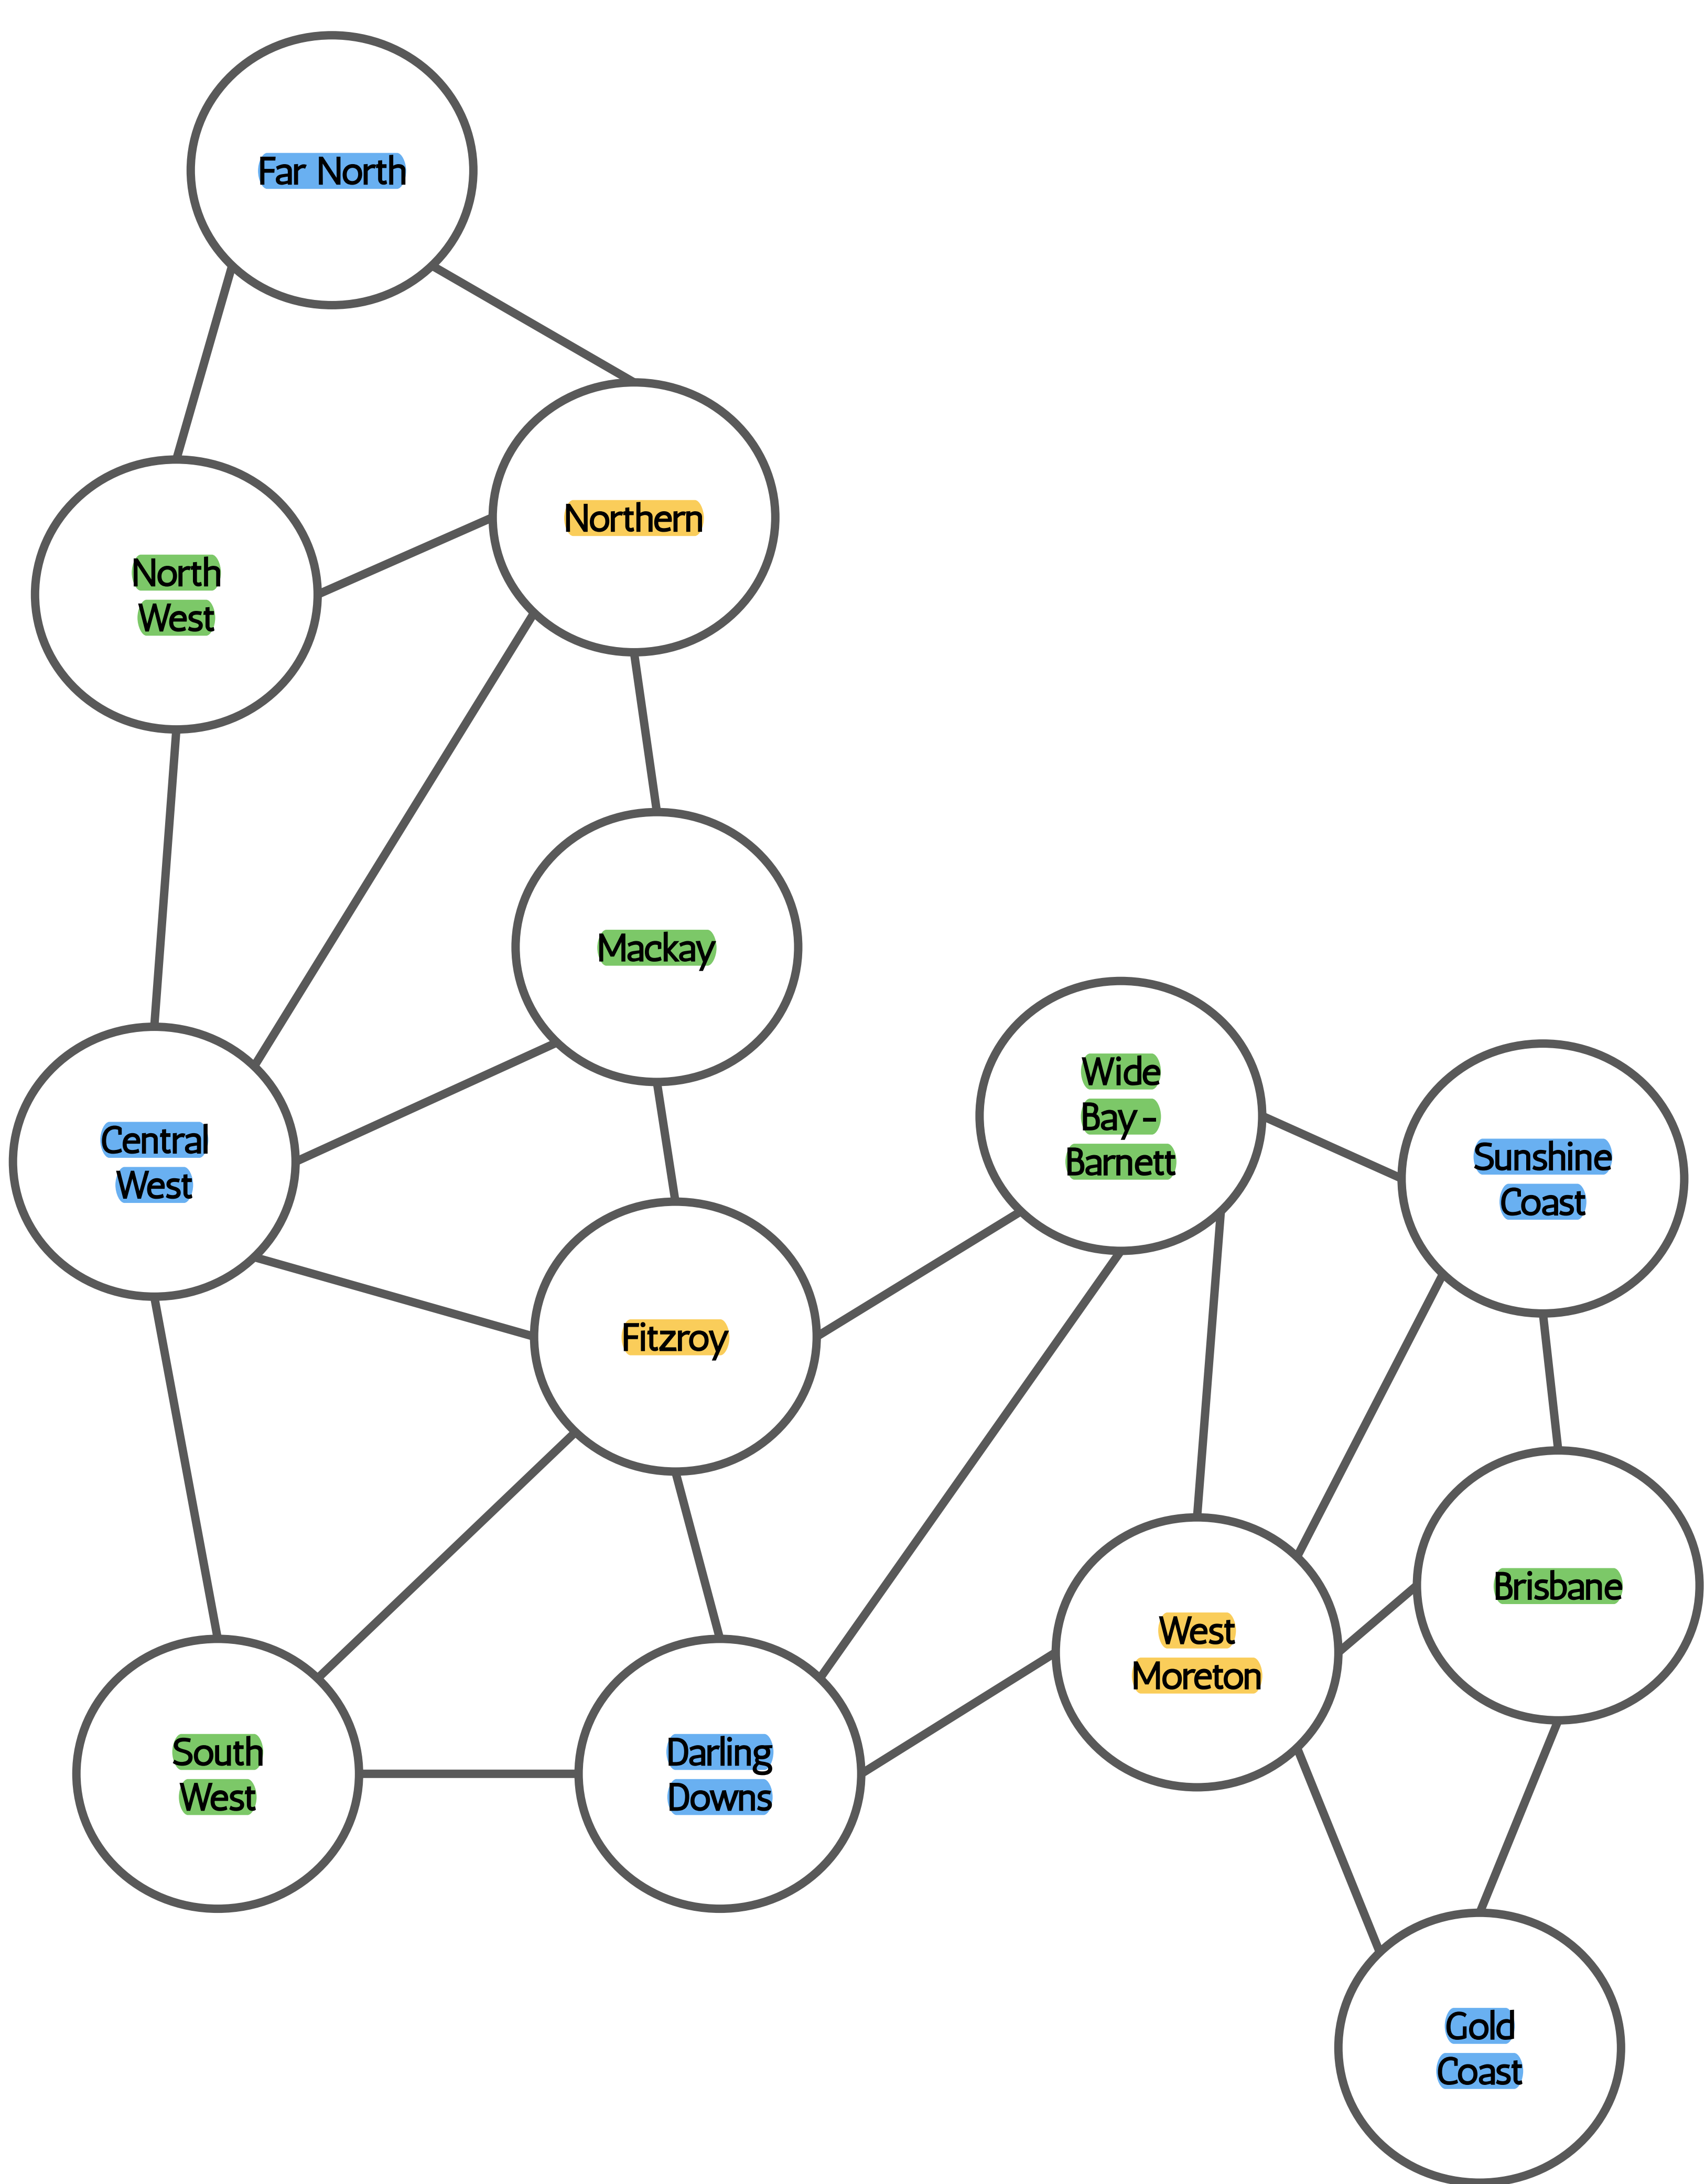 Far North
Northern
North
West
Mackay
Wide
Bay -
Barnett
Central
West
Sunshine
Coast
Fitzroy
Brisbane
West
Moreton
South
West
Darling
Downs
Gold
Coast